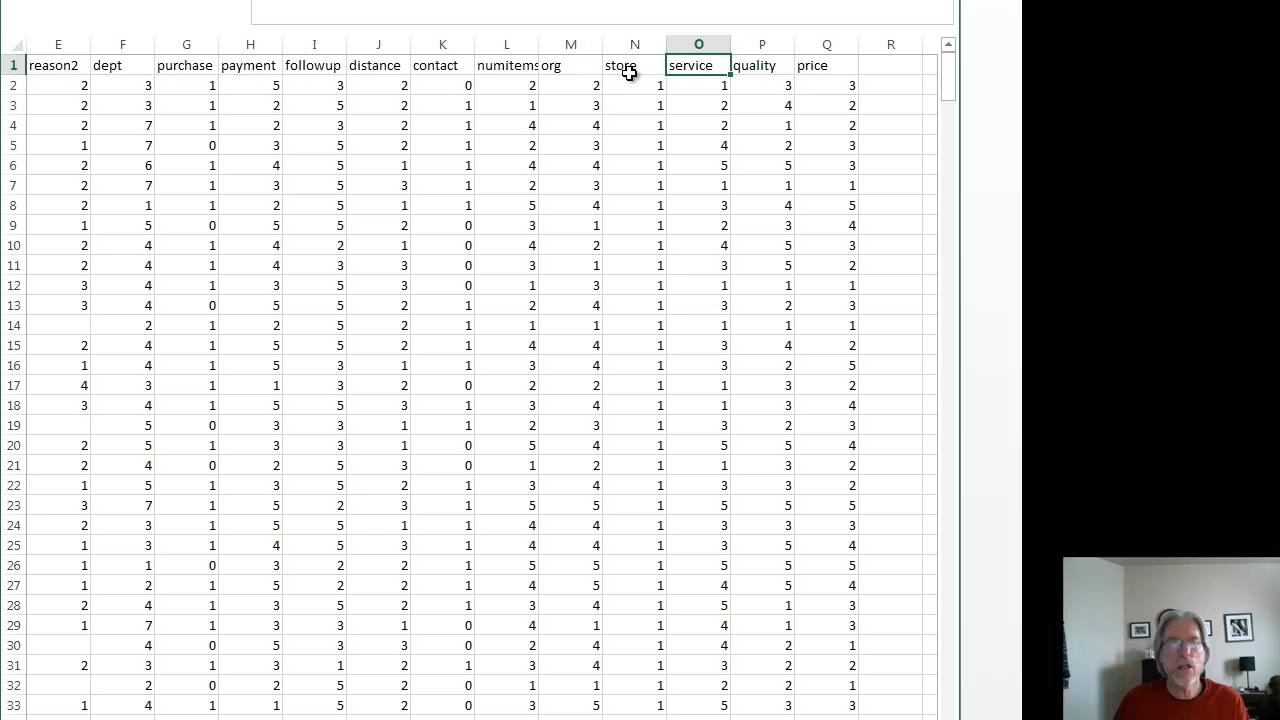 E F G H I J K L M N O P Q R
1 reason2 dept purchase payment followup distance contact numitems org store service quality price
2 2 3 1 5 3 2 0 2 2 1 1 3 3
3 2 3 1 2 5 2 1 1 3 1 2 4 2
4 2 7 1 2 3 2 1 4 4 1 2 1 2
5 1 7 0 3 5 2 1 2 3 1 4 2 3
6 2 6 1 4 5 1 1 4 4 1 5 5 3
7 2 7 1 3 5 3 1 2 3 1 1 1 1
8 2 1 1 2 5 1 1 5 4 1 3 4 5
9 1 5 0 5 5 2 0 3 1 1 2 3 4
10 2 4 1 4 2 1 0 4 2 1 4 5 3
11 2 4 1 4 3 3 0 3 1 1 3 5 2
12 3 4 1 3 5 3 0 1 3 1 1 1 1
13 3 4 0 5 5 2 1 2 4 1 3 2 3
14 2 1 2 5 2 1 1 1 1 1 1 1
15 2 4 1 5 5 2 1 4 4 1 3 4 2
16 1 4 1 5 3 1 1 3 4 1 3 2 5
17 4 3 1 1 3 2 0 2 2 1 1 3 2
18 3 4 1 5 5 3 1 3 4 1 1 3 4
19 5 0 3 3 1 1 2 3 1 3 2 3
20 2 5 1 3 3 1 0 5 4 1 5 5 4
21 2 4 0 2 5 3 0 1 2 1 1 3 2
22 1 5 1 3 5 2 1 3 4 1 3 3 2
23 3 7 1 5 2 3 1 5 5 1 5 5 5
24 2 3 1 5 5 1 1 4 4 1 3 3 3
25 1 3 1 4 5 3 1 4 4 1 3 5 4
26 1 1 0 3 2 2 1 5 5 1 5 5 5
27 1 2 1 5 2 2 1 4 5 1 4 5 4
28 2 4 1 3 5 2 1 3 4 1 5 1 3
29 1 7 1 3 3 1 0 4 1 1 4 1 3
30 4 0 5 3 3 0 2 4 1 4 2 1
31 2 3 1 3 1 2 1 3 4 1 3 2 2
32 2 0 2 5 2 0 1 1 1 2 2 1
33 1 4 1 1 5 2 0 3 5 1 5 3 3